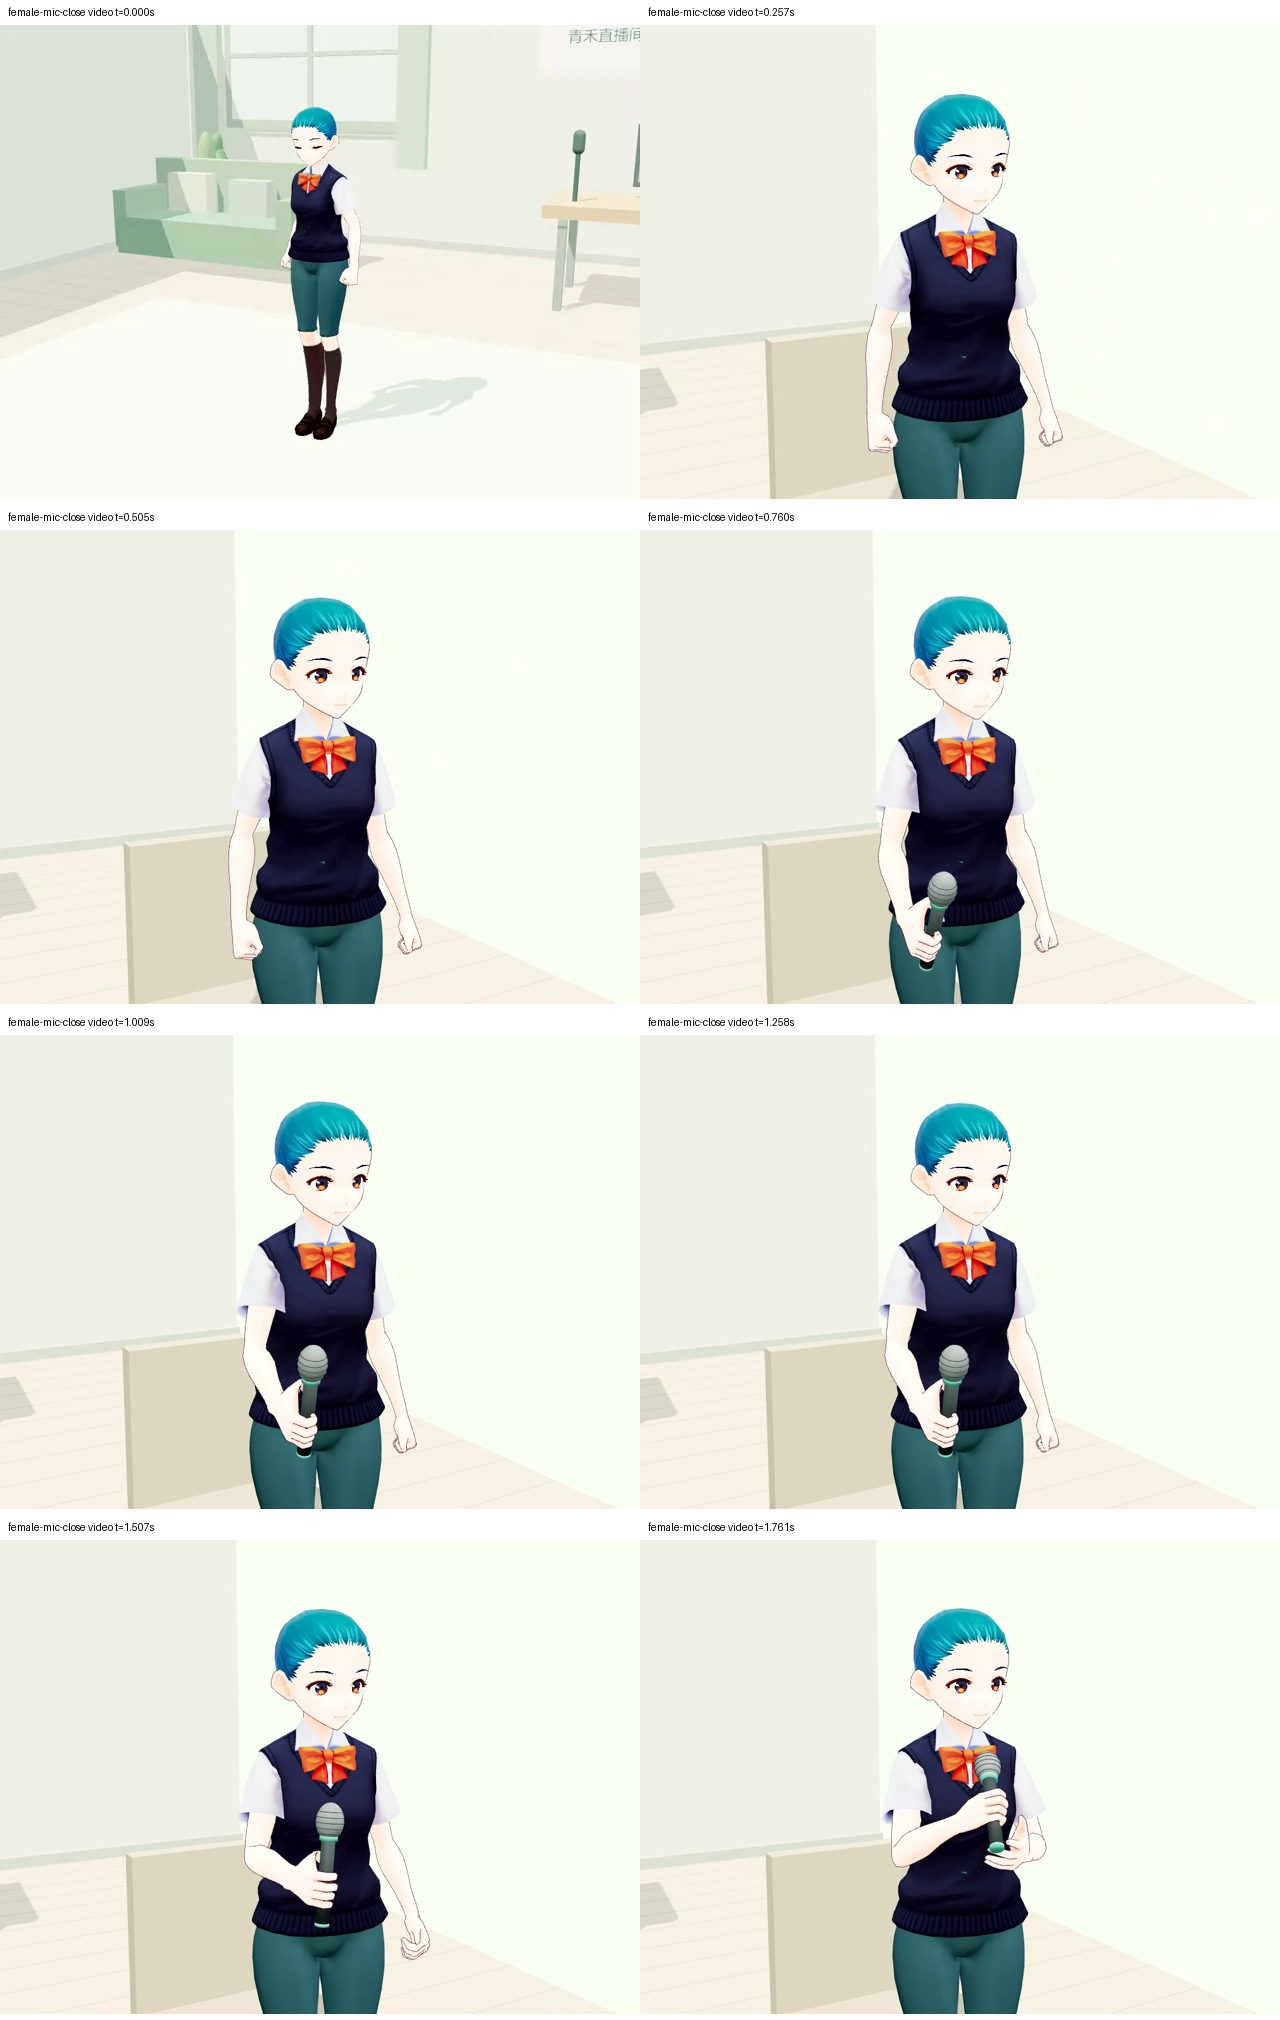 female-mic-close video t=0.000s
female-mic-close video t=0.257s
青禾直播间
female-mic-close video t=0.505s
female-mic-close video t=0.760s
female-mic-close video t=1.009s
female-mic-close video t=1.258s
female-mic-close video t=1.507s
female-mic-close video t=1.761s